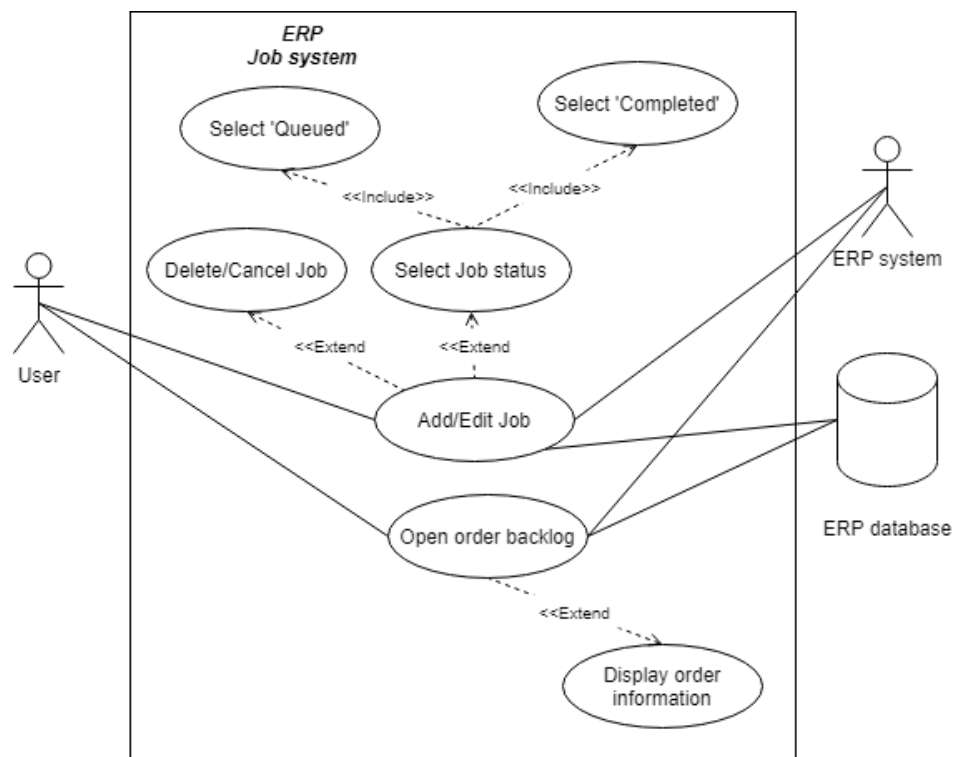 ERP
Job system
Select 'Queued'
Select 'Completed'
<<Include>>
<<Include>>
Delete/Cancel Job
Select Job status
ERP system
<<Extend
<<Extend
User
Add/Edit Job
Open order backlog
ERP database
<<Extend
Display order
information